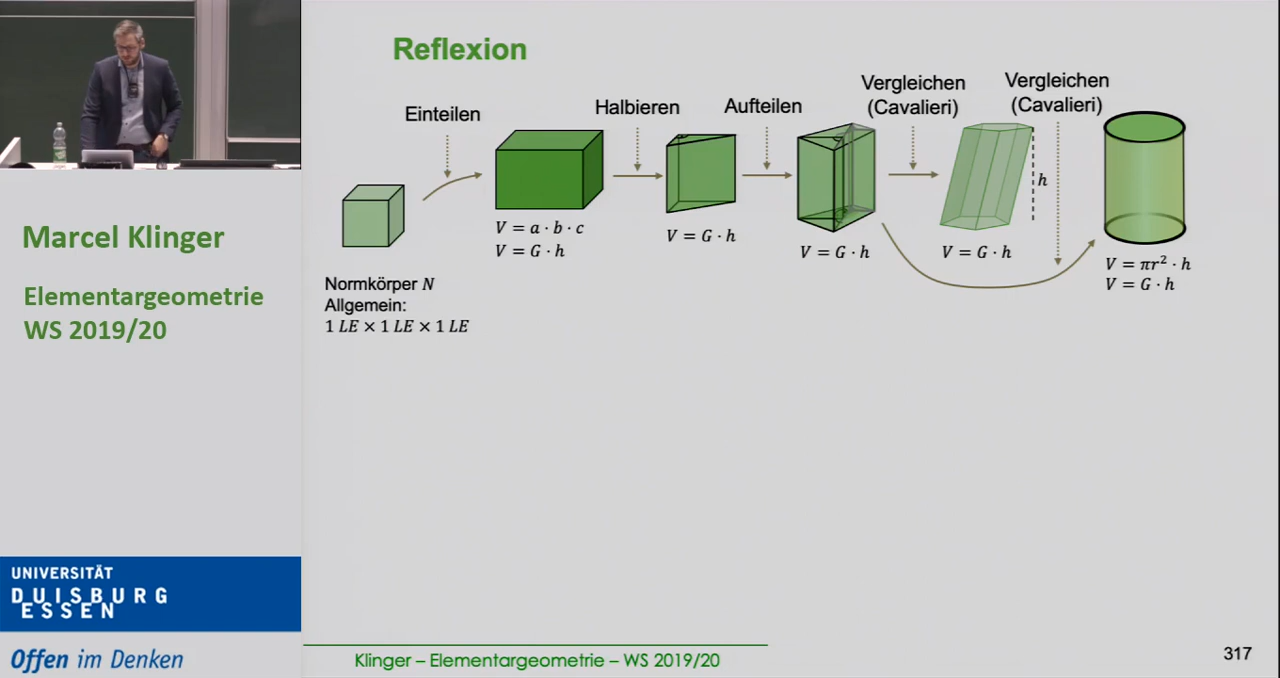 Reflexion
Einteilen
Halbieren
Aufteilen
Vergleichen
(Cavalieri)
Vergleichen
(Cavalieri)
h
V = a · b · c
V = G · h
V = G · h
V = G · h
V = G · h
V = πr² · h
V = G · h
Normkörper N
Allgemein:
1 LE × 1 LE × 1 LE
Marcel Klinger
Elementargeometrie
WS 2019/20
UNIVERSITÄT
DUISBURG
ESSEN
Offen im Denken
Klinger – Elementargeometrie – WS 2019/20
317